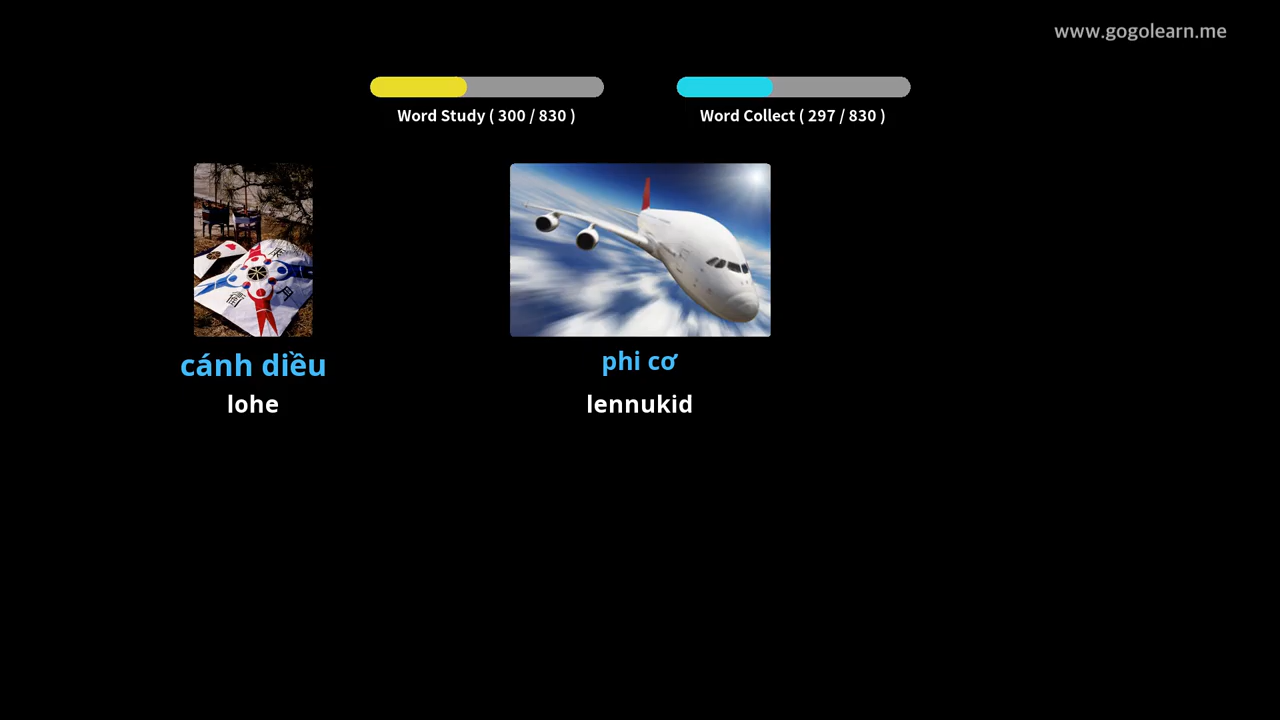 www.gogolearn.me
Word Study ( 300 / 830 )
Word Collect ( 297 / 830 )
cánh diều
lohe
phi cơ
lennukid